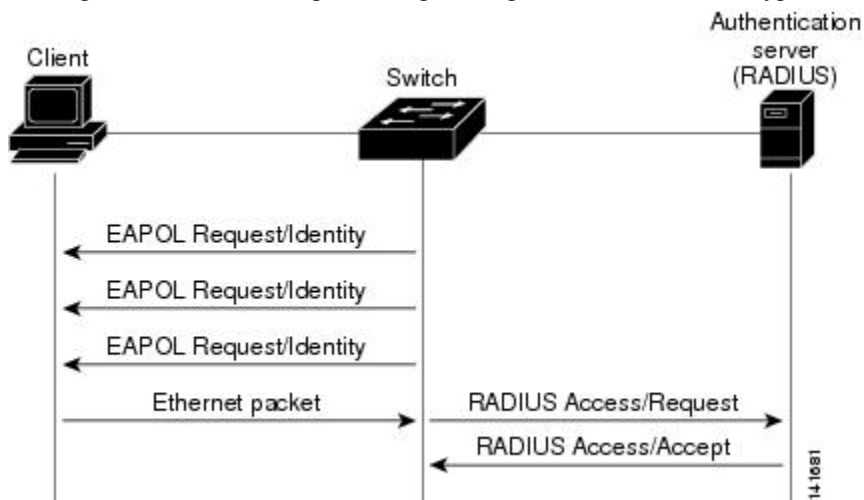 Authentication
server
(RADIUS)
Client
Switch
EAPOL Request/Identity
EAPOL Request/Identity
EAPOL Request/Identity
Ethernet packet
RADIUS Access/Request
RADIUS Access/Accept
141681